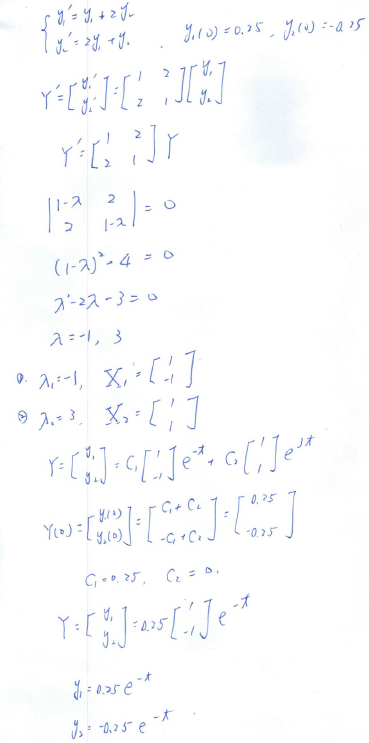 { y₁' = y₁ + 2y₂
y₂' = 2y₁ + y₂ , y₁(0) = 0.25 , y₂(0) = -0.25
Y' = [y₁' y₂'] = [1 2; 2 1] [y₁ y₂]
Y' = [1 2; 2 1] Y
|1-λ 2; 2 1-λ| = 0
(1-λ)² - 4 = 0
λ² - 2λ - 3 = 0
λ = -1, 3
① λ₁ = -1, X₁ = [1 -1]
② λ₂ = 3, X₂ = [1 1]
Y = [y₁ y₂] = C₁ [1 -1] e^-t + C₂ [1 1] e^3t
Y(0) = [y₁(0) y₂(0)] = [C₁+C₂ -C₁+C₂] = [0.25 -0.25]
C₁ = 0.25, C₂ = 0.
Y = [y₁ y₂] = 0.25 [1 -1] e^-t
y₁ = 0.25 e^-t
y₂ = -0.25 e^-t